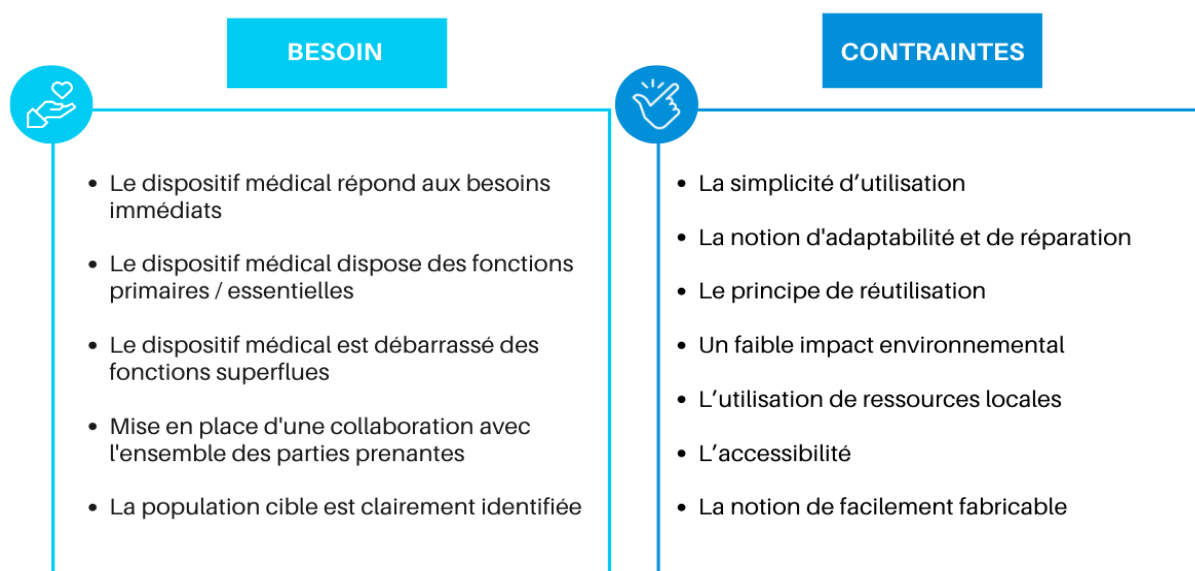 BESOIN
• Le dispositif médical répond aux besoins
immédiats
• Le dispositif médical dispose des fonctions
primaires / essentielles
• Le dispositif médical est débarrassé des
fonctions superflues
• Mise en place d'une collaboration avec
l'ensemble des parties prenantes
• La population cible est clairement identifiée
CONTRAINTES
• La simplicité d’utilisation
• La notion d'adaptabilité et de réparation
• Le principe de réutilisation
• Un faible impact environnemental
• L’utilisation de ressources locales
• L’accessibilité
• La notion de facilement fabricable